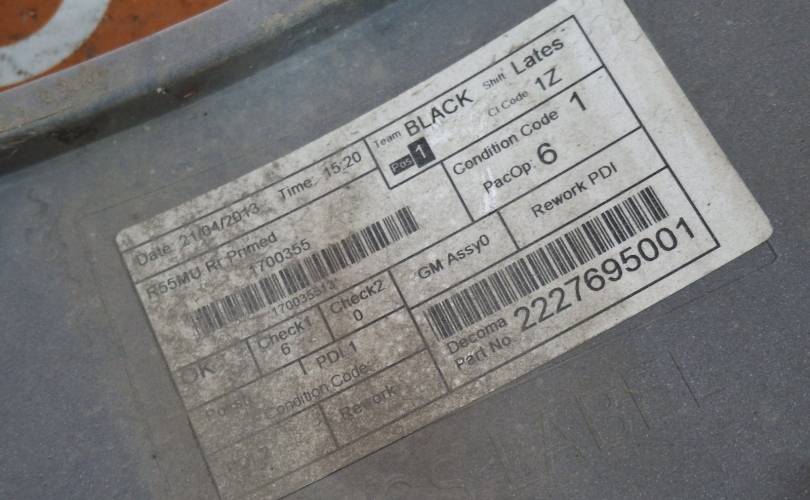 Date: 21/04/2013 Time: 15:20
Team BLACK Shift Lates
Pos 1 CI Code 1Z
R55MU Rr Primed
1700355
Condition Code 1
PacOp: 6
OK Check1 6 Check2 0
GM Assy0 Rework PDI
PDI 1
Condition Code:
Rework
Decoma Part No 2227695001
LABEL